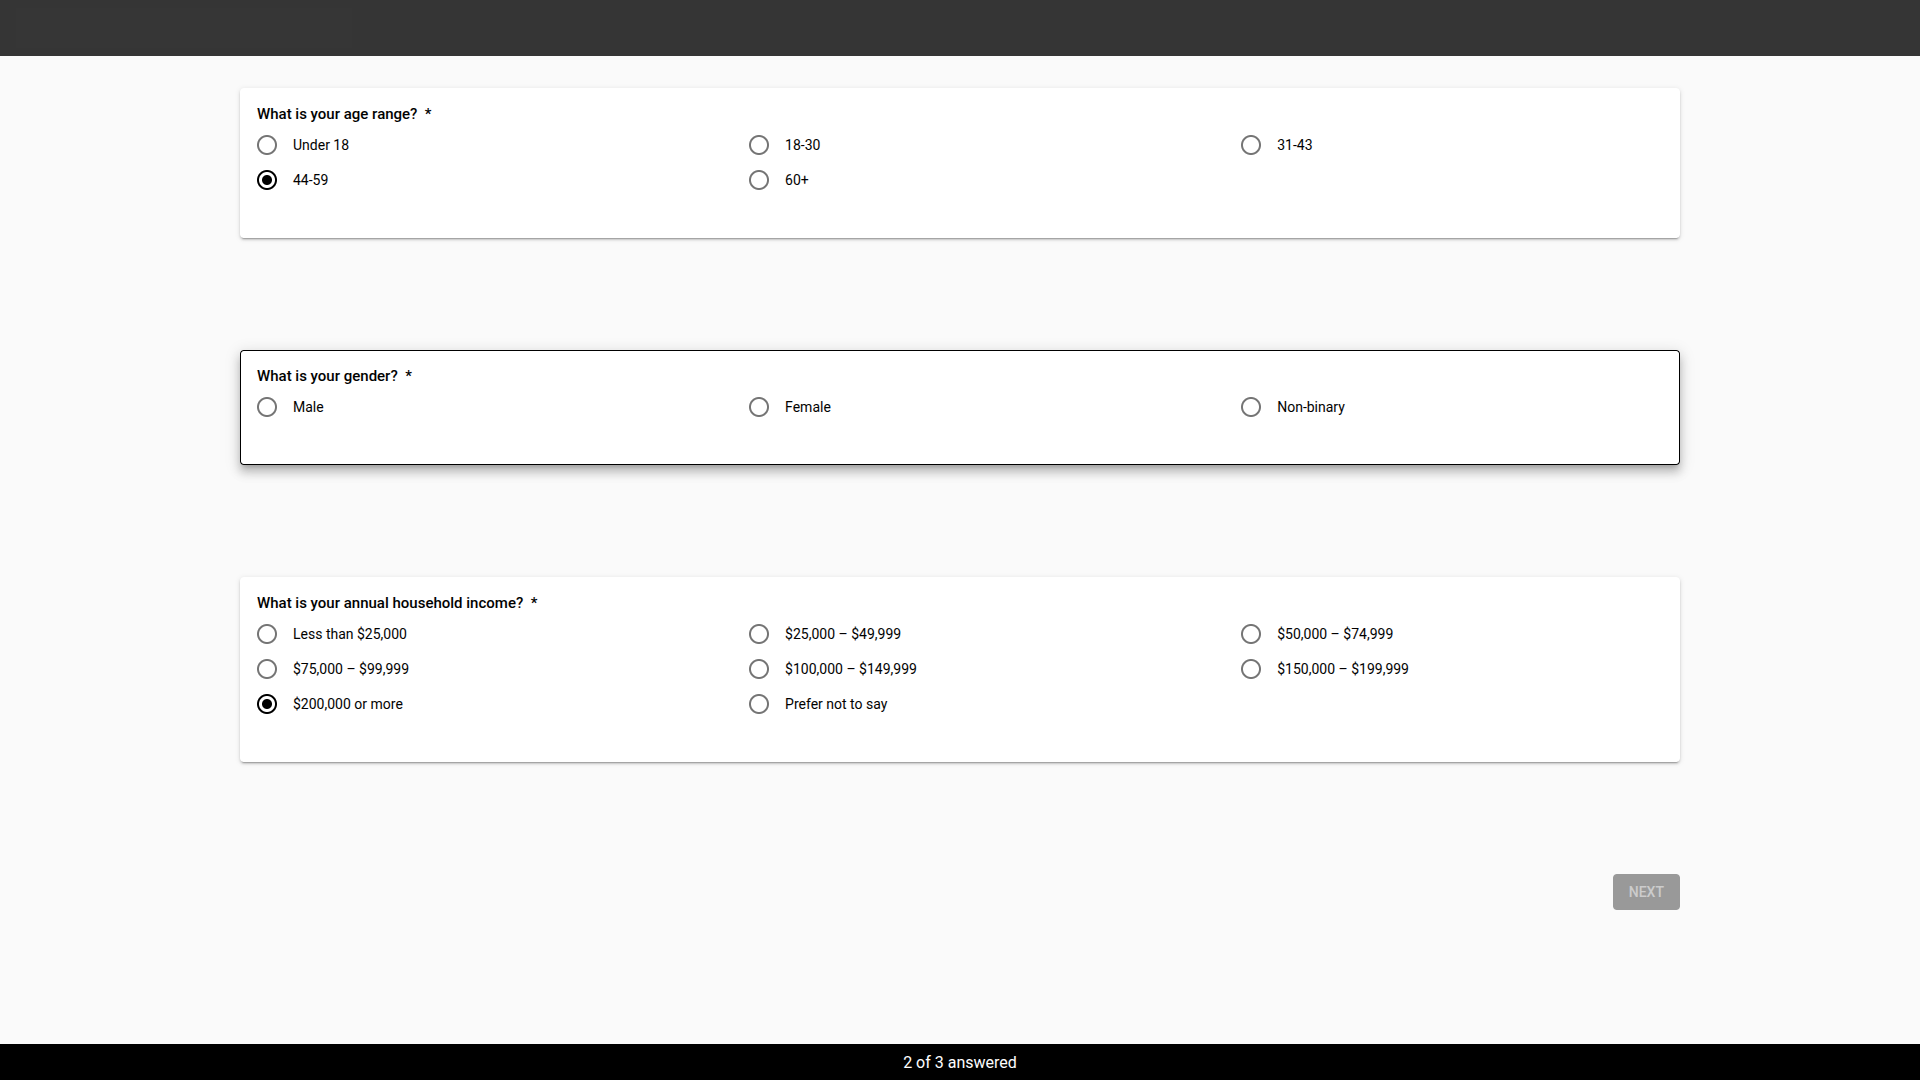 What is your age range? *
Under 18 18-30 31-43
44-59 60+
What is your gender? *
Male Female Non-binary
What is your annual household income? *
Less than $25,000 $25,000 – $49,999 $50,000 – $74,999
$75,000 – $99,999 $100,000 – $149,999 $150,000 – $199,999
$200,000 or more Prefer not to say
NEXT
2 of 3 answered